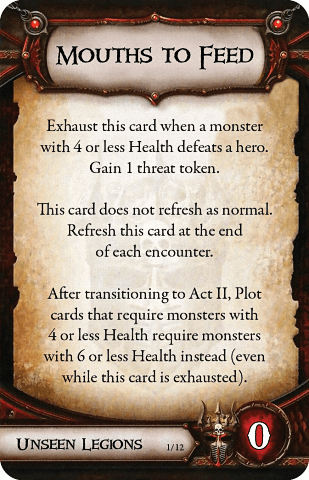 Mouths to Feed
Exhaust this card when a monster
with 4 or less Health defeats a hero.
Gain 1 threat token.
This card does not refresh as normal.
Refresh this card at the end
of each encounter.
After transitioning to Act II, Plot
cards that require monsters with
4 or less Health require monsters
with 6 or less Health instead (even
while this card is exhausted).
Unseen Legions 1/12 0